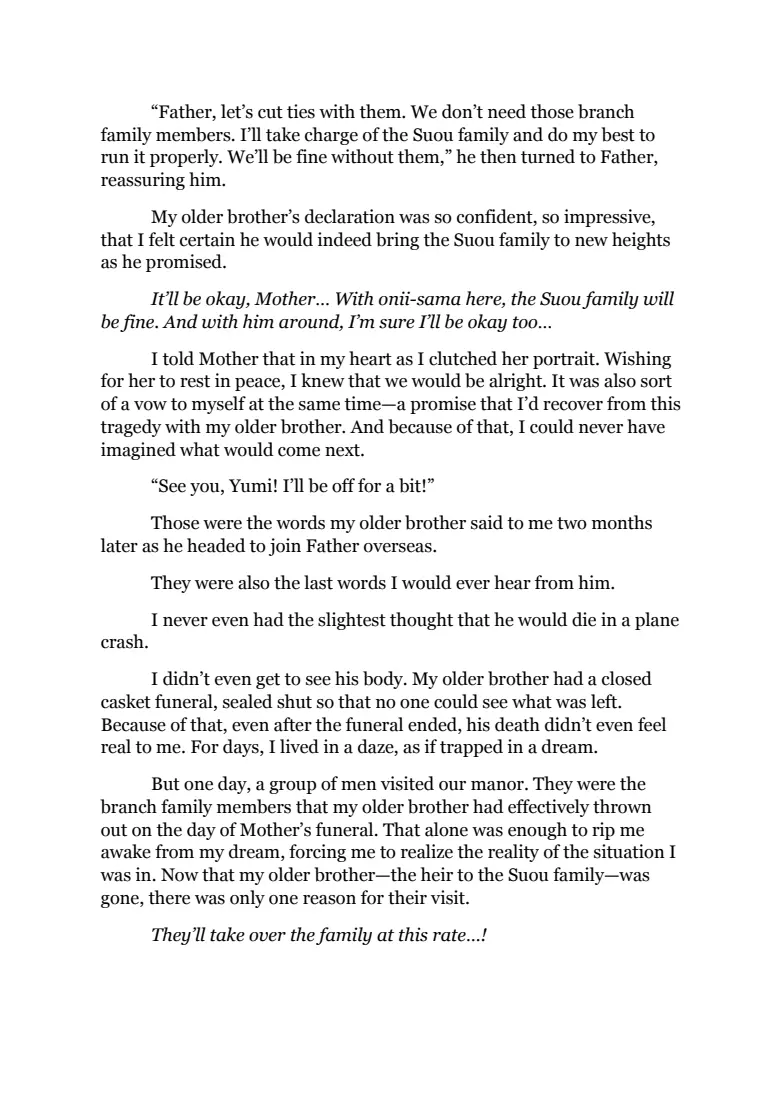 “Father, let’s cut ties with them. We don’t need those branch
family members. I’ll take charge of the Suou family and do my best to
run it properly. We’ll be fine without them,” he then turned to Father,
reassuring him.
My older brother’s declaration was so confident, so impressive,
that I felt certain he would indeed bring the Suou family to new heights
as he promised.
It’ll be okay, Mother… With onii-sama here, the Suou family will
be fine. And with him around, I’m sure I’ll be okay too…
I told Mother that in my heart as I clutched her portrait. Wishing
for her to rest in peace, I knew that we would be alright. It was also sort
of a vow to myself at the same time—a promise that I’d recover from this
tragedy with my older brother. And because of that, I could never have
imagined what would come next.
“See you, Yumi! I’ll be off for a bit!”
Those were the words my older brother said to me two months
later as he headed to join Father overseas.
They were also the last words I would ever hear from him.
I never even had the slightest thought that he would die in a plane
crash.
I didn’t even get to see his body. My older brother had a closed
casket funeral, sealed shut so that no one could see what was left.
Because of that, even after the funeral ended, his death didn’t even feel
real to me. For days, I lived in a daze, as if trapped in a dream.
But one day, a group of men visited our manor. They were the
branch family members that my older brother had effectively thrown
out on the day of Mother’s funeral. That alone was enough to rip me
awake from my dream, forcing me to realize the reality of the situation I
was in. Now that my older brother—the heir to the Suou family—was
gone, there was only one reason for their visit.
They’ll take over the family at this rate…!